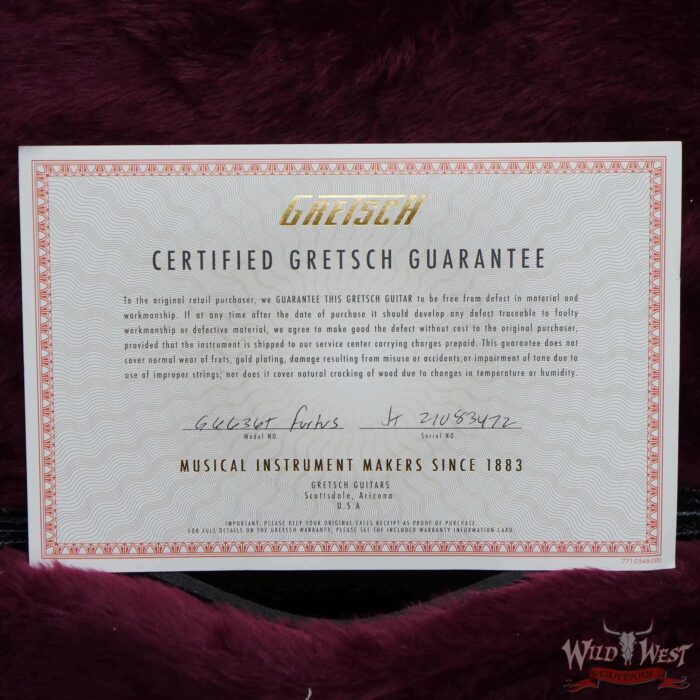 GRETSCH
CERTIFIED GRETSCH GUARANTEE
To the original retail purchaser, we GUARANTEE THIS GRETSCH GUITAR to be free from defect in material and
workmanship. If at any time after the date of purchase it should develop any defect traceable to faulty
workmanship or defective material, we agree to make good the defect without cost to the original purchaser,
provided that the instrument is shipped to our service center carrying charges prepaid. This guarantee does not
cover normal wear of frets, gold plating, damage resulting from misuse or accidents, or impairment of tone due to
use of improper strings; nor does it cover natural cracking of wood due to changes in temperature or humidity.
G6636T JT 21083472
Model NO. Serial NO.
MUSICAL INSTRUMENT MAKERS SINCE 1883
GRETSCH GUITARS
Scottsdale, Arizona
U.S.A.
IMPORTANT: PLEASE KEEP YOUR ORIGINAL SALES RECEIPT AS PROOF OF PURCHASE.
FOR FULL DETAILS ON THE GRETSCH WARRANTY, PLEASE SEE THE INCLUDED WARRANTY INFORMATION CARD
771-0548-000
WILD WEST
GUITARS